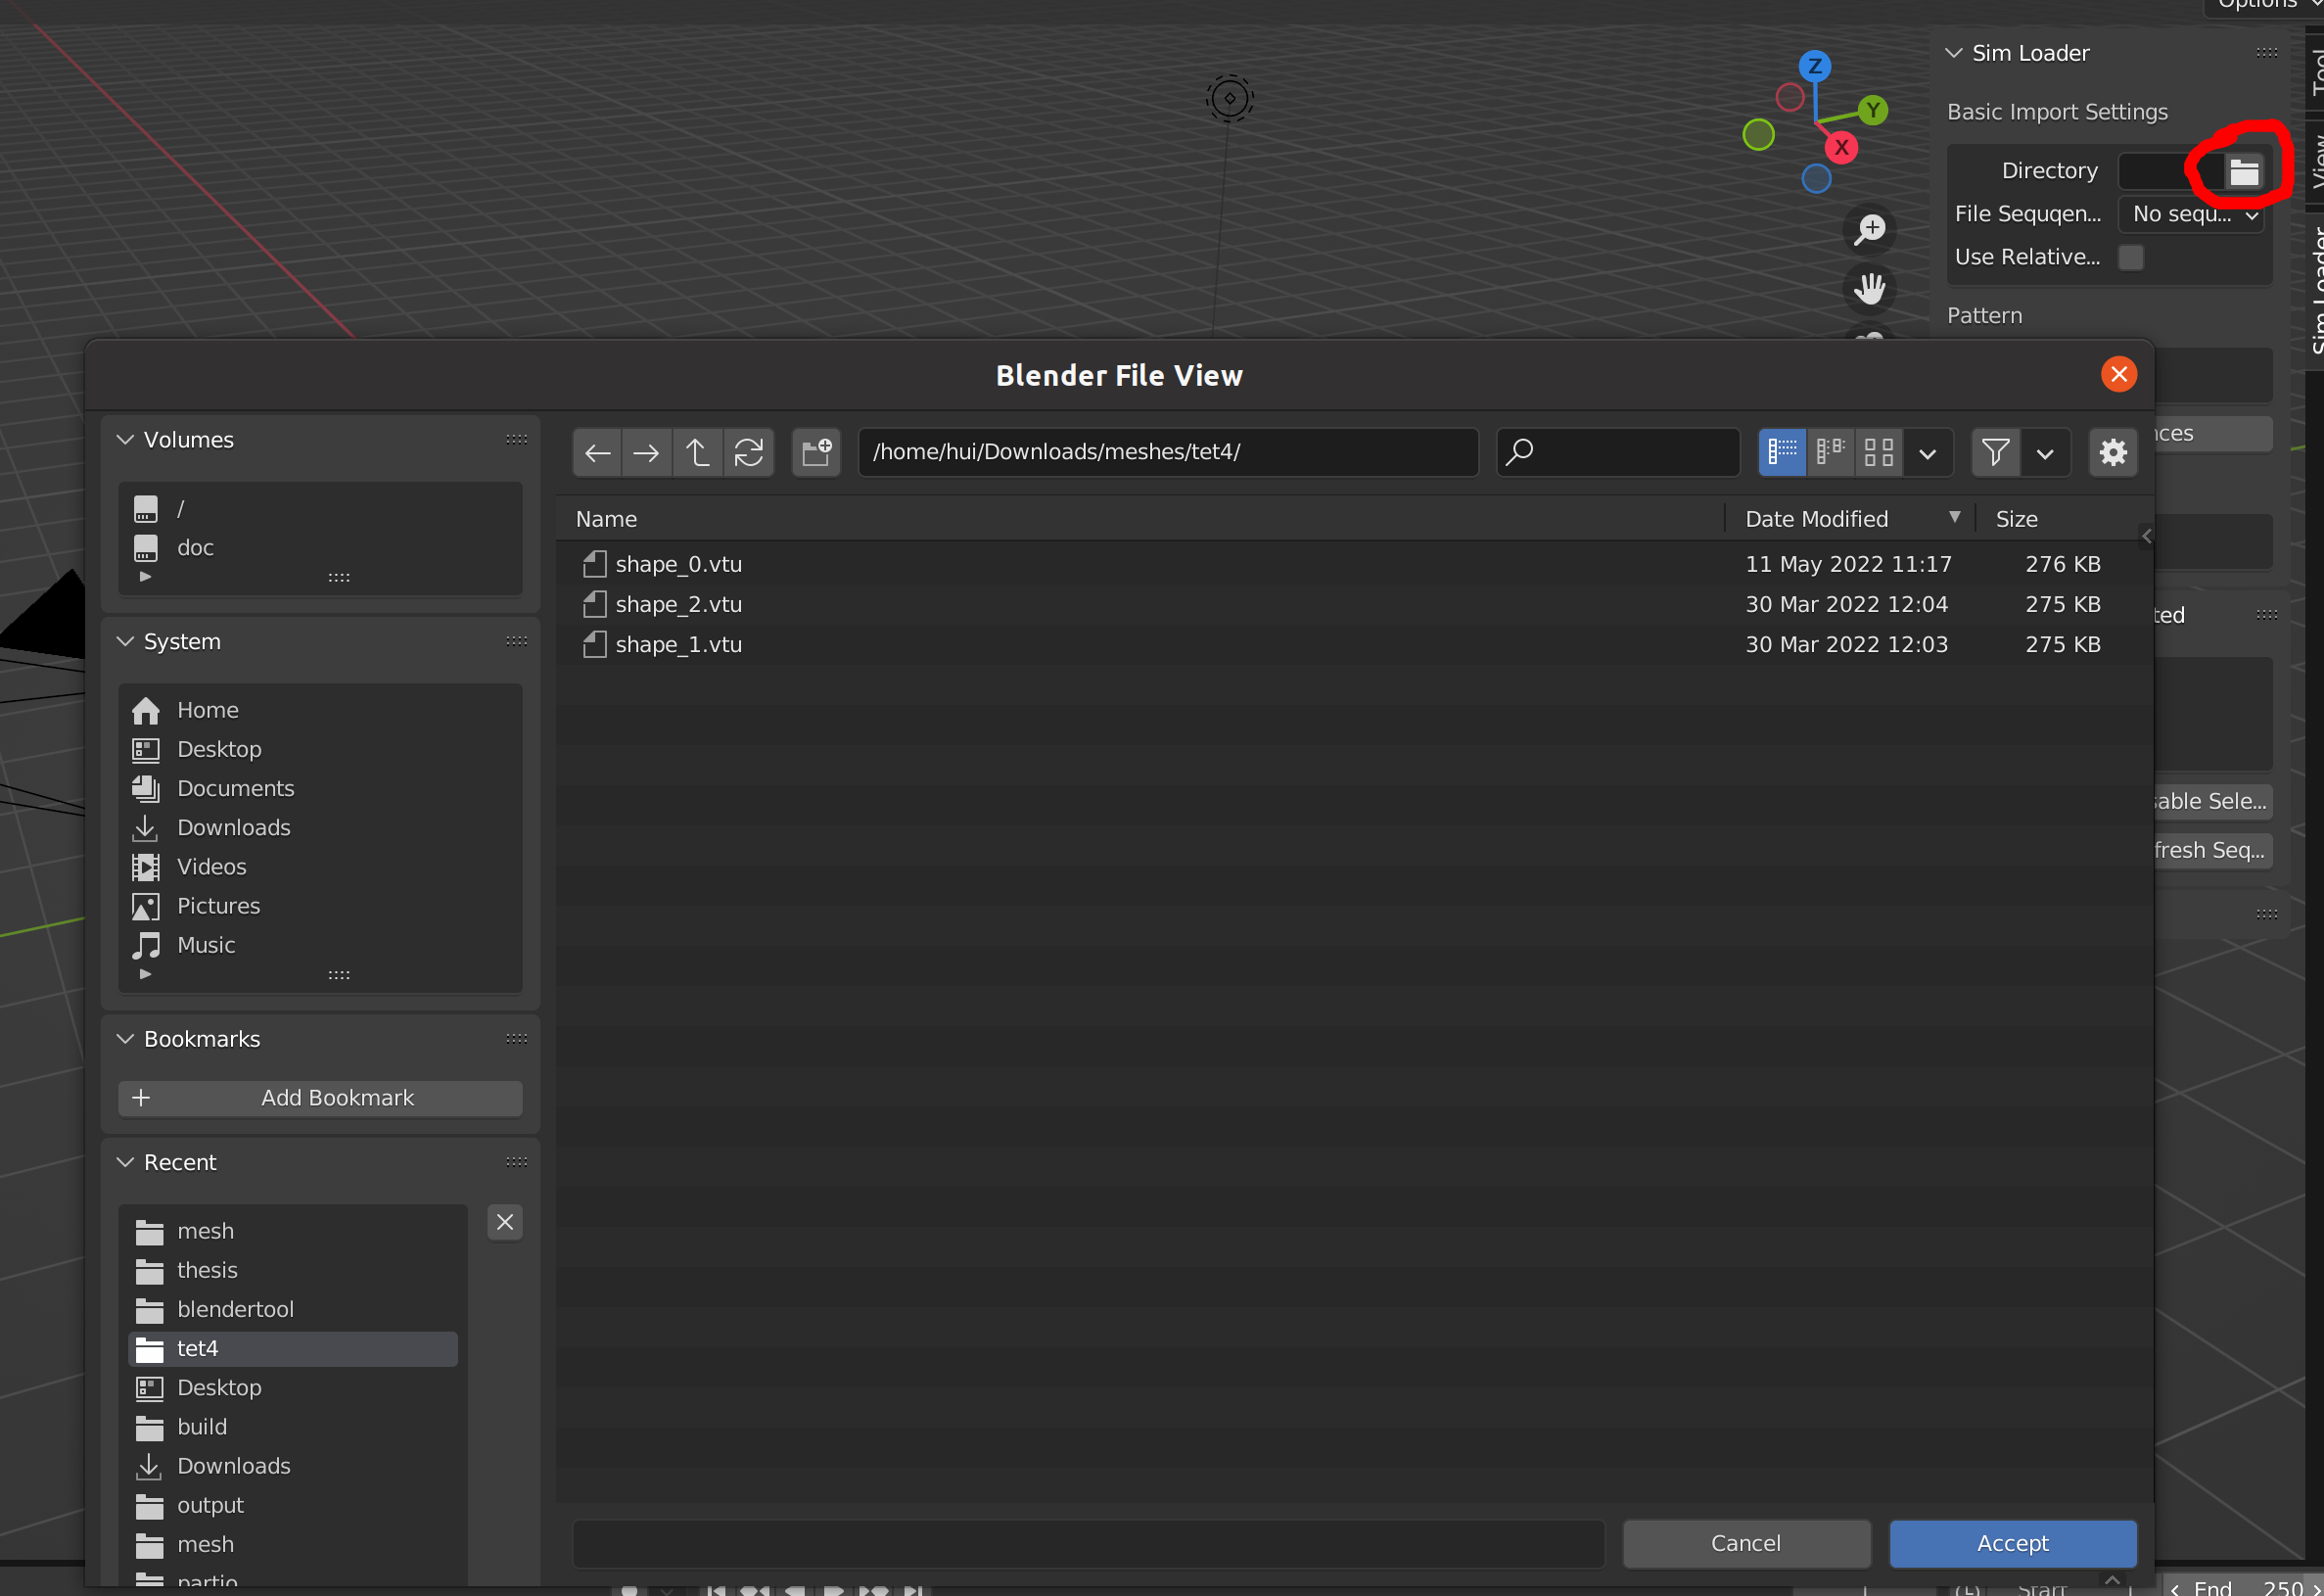 Options
Sim Loader
Tool
Z
Y
X
Basic Import Settings
Directory
View
File Sequqen...
No sequ...
Use Relative...
Sim Loader
Pattern
Blender File View
Volumes
/
doc
/home/hui/Downloads/meshes/tet4/
nces
Name
Date Modified
Size
shape_0.vtu
11 May 2022 11:17
276 KB
shape_2.vtu
30 Mar 2022 12:04
275 KB
shape_1.vtu
30 Mar 2022 12:03
275 KB
ted
System
Home
Desktop
Documents
Downloads
Videos
Pictures
Music
able Sele...
fresh Seq...
Bookmarks
Add Bookmark
Recent
mesh
thesis
blendertool
tet4
Desktop
build
Downloads
output
mesh
partio
Cancel
Accept
Start
1
End
250